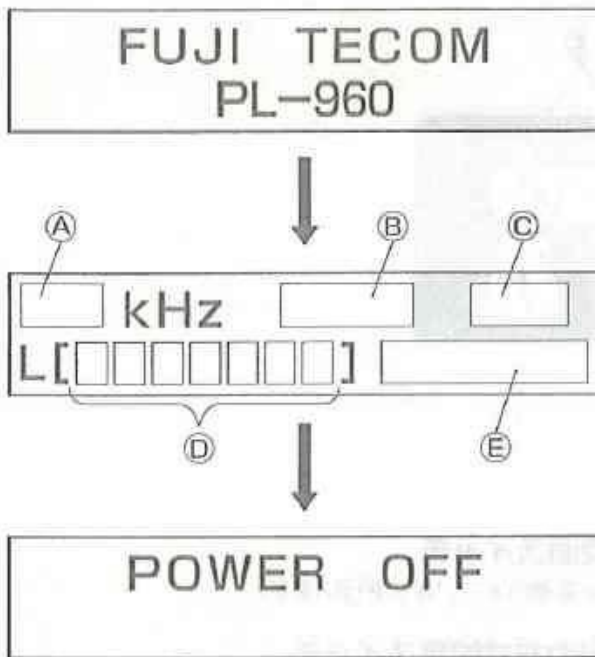 FUJI TECOM
PL-960
Ⓐ Ⓑ Ⓒ
kHz
L[ ]
Ⓓ Ⓔ
POWER OFF